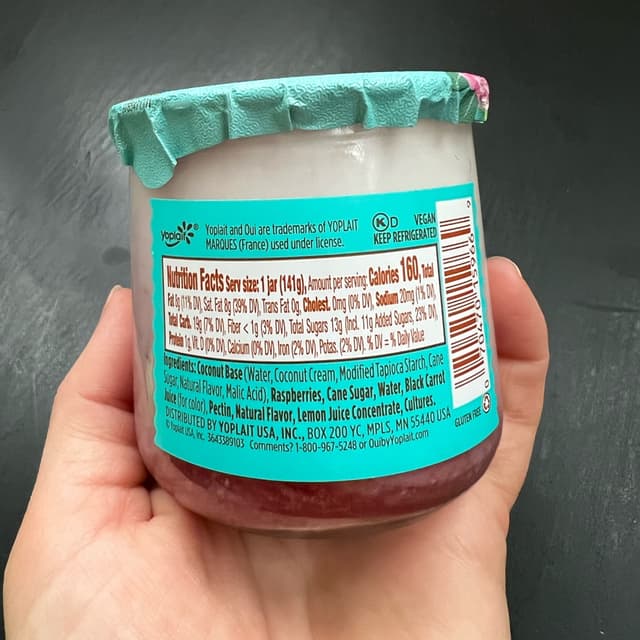 yoplait® Yoplait and Oui are trademarks of YOPLAIT
MARQUES (France) used under license.
K D VEGAN
KEEP REFRIGERATED
Nutrition Facts Serv size: 1 jar (141g), Amount per serving: Calories 160, Total
Fat 8g (11% DV), Sat. Fat 8g (39% DV), Trans Fat 0g, Cholest. 0mg (0% DV), Sodium 20mg (1% DV),
Total Carb. 19g (7% DV), Fiber < 1g (3% DV), Total Sugars 13g (Incl. 11g Added Sugars, 23% DV),
Protein 1g, Vit. D (0% DV), Calcium (0% DV), Iron (2% DV), Potas. (2% DV). % DV = % Daily Value
Ingredients: Coconut Base (Water, Coconut Cream, Modified Tapioca Starch, Cane
Sugar, Natural Flavor, Malic Acid), Raspberries, Cane Sugar, Water, Black Carrot
Juice (for color), Pectin, Natural Flavor, Lemon Juice Concentrate, Cultures.
DISTRIBUTED BY YOPLAIT USA, INC., BOX 200 YC, MPLS, MN 55440 USA
© Yoplait USA, Inc. 3643389103 Comments? 1-800-967-5248 or OuibyYoplait.com
GLUTEN FREE